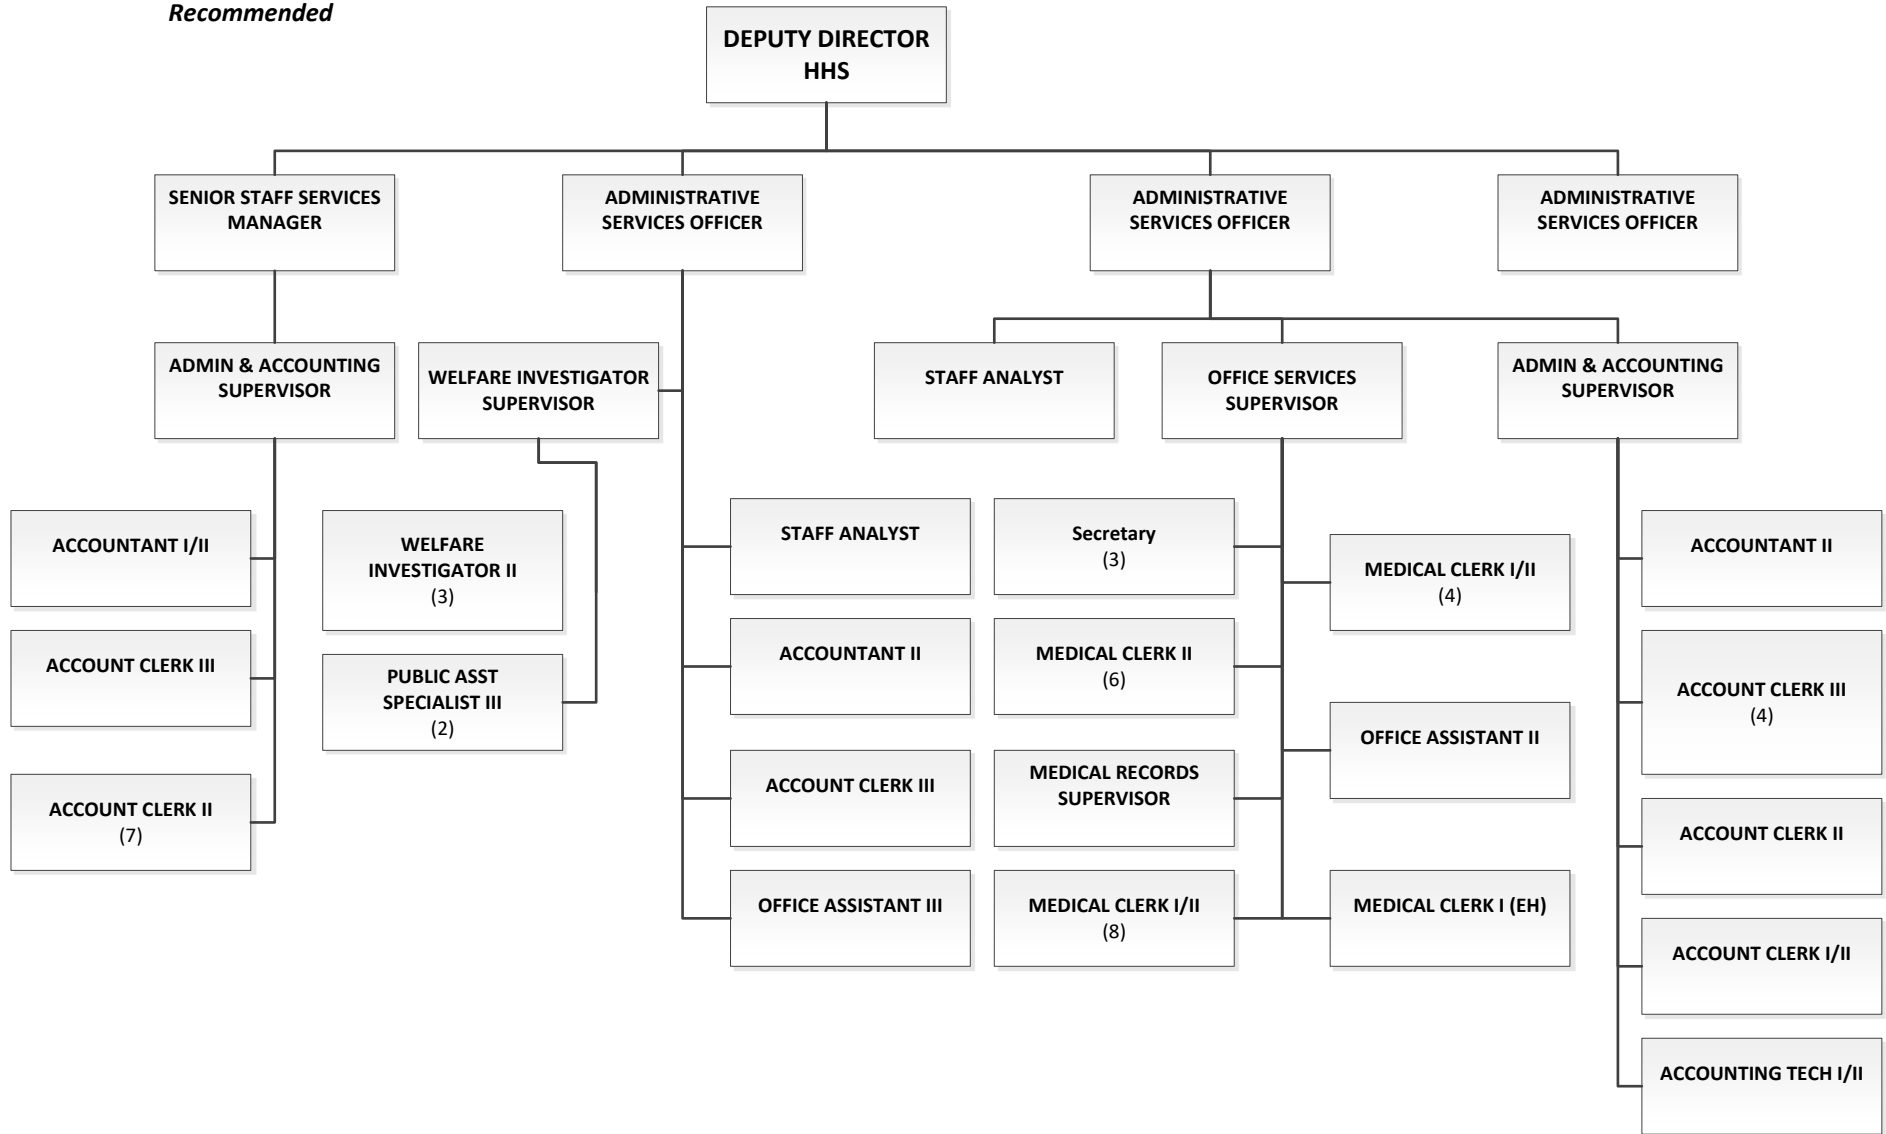 Recommended
DEPUTY DIRECTOR
HHS
SENIOR STAFF SERVICES
MANAGER
ADMINISTRATIVE
SERVICES OFFICER
ADMINISTRATIVE
SERVICES OFFICER
ADMINISTRATIVE
SERVICES OFFICER
ADMIN & ACCOUNTING
SUPERVISOR
WELFARE INVESTIGATOR
SUPERVISOR
STAFF ANALYST
OFFICE SERVICES
SUPERVISOR
ADMIN & ACCOUNTING
SUPERVISOR
ACCOUNTANT I/II
ACCOUNT CLERK III
ACCOUNT CLERK II
(7)
WELFARE
INVESTIGATOR II
(3)
PUBLIC ASST
SPECIALIST III
(2)
STAFF ANALYST
ACCOUNTANT II
ACCOUNT CLERK III
OFFICE ASSISTANT III
Secretary
(3)
MEDICAL CLERK II
(6)
MEDICAL RECORDS
SUPERVISOR
MEDICAL CLERK I/II
(8)
MEDICAL CLERK I/II
(4)
OFFICE ASSISTANT II
MEDICAL CLERK I (EH)
ACCOUNTANT II
ACCOUNT CLERK III
(4)
ACCOUNT CLERK II
ACCOUNT CLERK I/II
ACCOUNTING TECH I/II